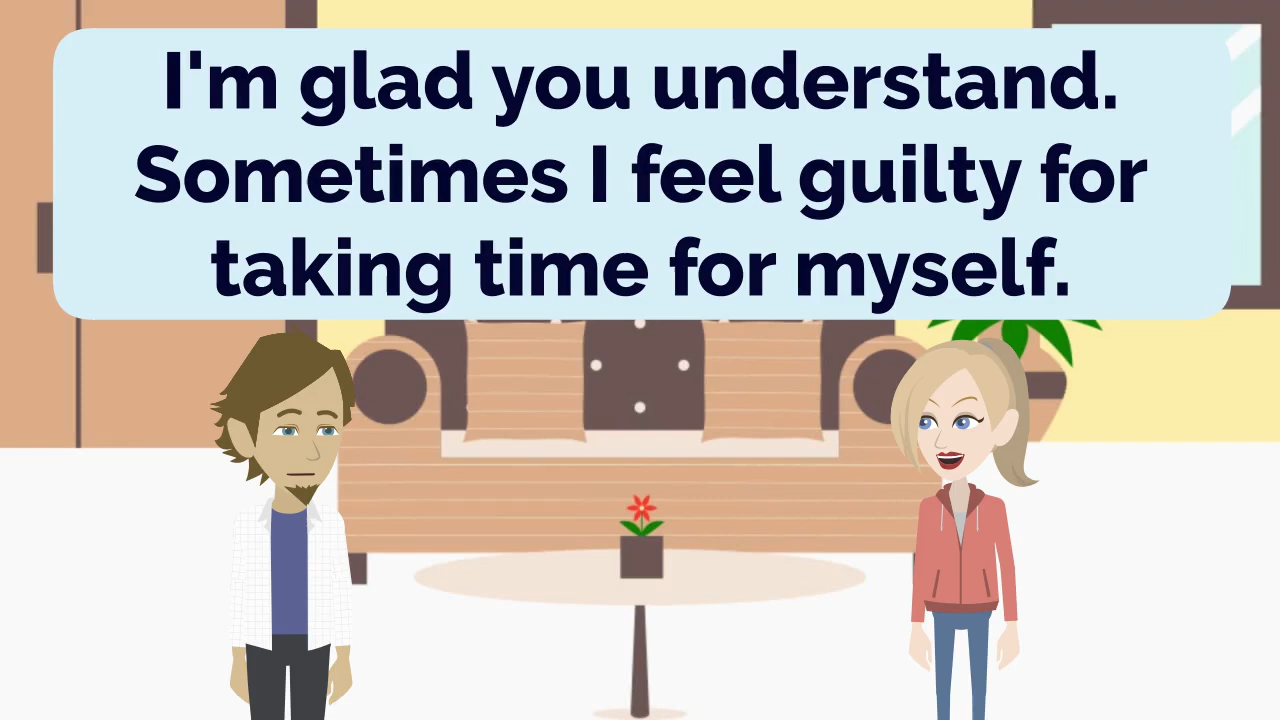 I'm glad you understand.
Sometimes I feel guilty for
taking time for myself.